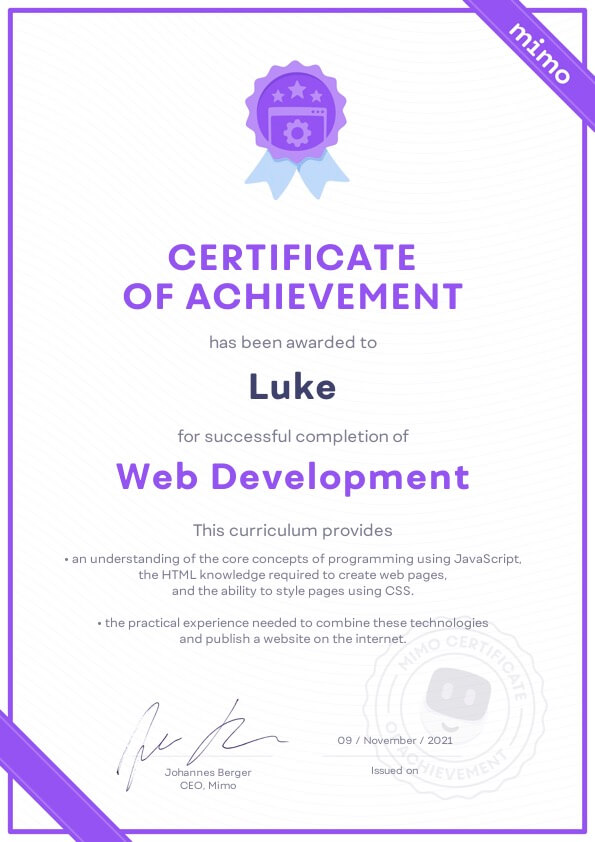 mimo
CERTIFICATE
OF ACHIEVEMENT
has been awarded to
Luke
for successful completion of
Web Development
This curriculum provides
• an understanding of the core concepts of programming using JavaScript,
the HTML knowledge required to create web pages,
and the ability to style pages using CSS.
• the practical experience needed to combine these technologies
and publish a website on the internet.
MIMO CERTIFICATE
OF ACHIEVEMENT
09 / November / 2021
Johannes Berger
CEO, Mimo
Issued on